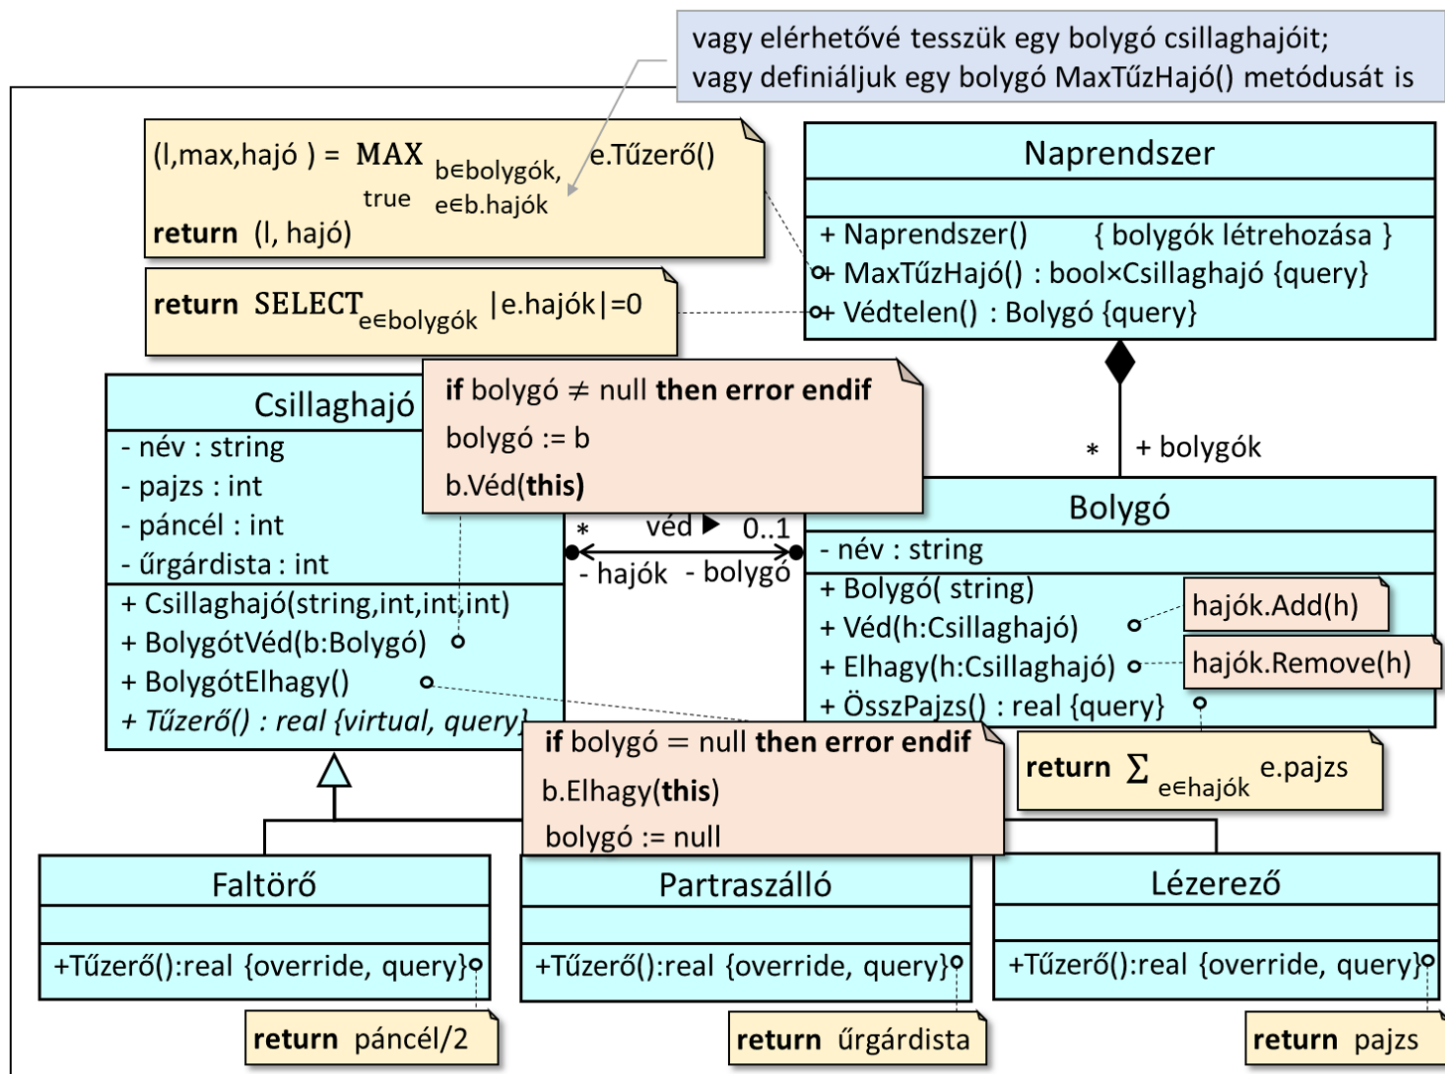 vagy elérhetővé tesszük egy bolygó csillaghajóit;
vagy definiáljuk egy bolygó MaxTűzHajó() metódusát is
(l,max,hajó ) = MAX b∈bolygók, e.Tűzerő()
true e∈b.hajók
return (l, hajó)
return SELECT e∈bolygók |e.hajók|=0
Naprendszer
+ Naprendszer() { bolygók létrehozása }
+ MaxTűzHajó() : bool×Csillaghajó {query}
+ Védtelen() : Bolygó {query}
* + bolygók
Csillaghajó
- név : string
- pajzs : int
- páncél : int
- űrgárdista : int
+ Csillaghajó(string,int,int,int)
+ BolygótVéd(b:Bolygó)
+ BolygótElhagy()
+ Tűzerő() : real {virtual, query}
if bolygó ≠ null then error endif
bolygó := b
b.Véd(this)
* véd ▶ 0..1
- hajók - bolygó
Bolygó
- név : string
+ Bolygó( string)
+ Véd(h:Csillaghajó)
+ Elhagy(h:Csillaghajó)
+ ÖsszPajzs() : real {query}
hajók.Add(h)
hajók.Remove(h)
return ∑ e∈hajók e.pajzs
if bolygó = null then error endif
b.Elhagy(this)
bolygó := null
Faltörő
+Tűzerő():real {override, query}
return páncél/2
Partraszálló
+Tűzerő():real {override, query}
return űrgárdista
Lézerező
+Tűzerő():real {override, query}
return pajzs